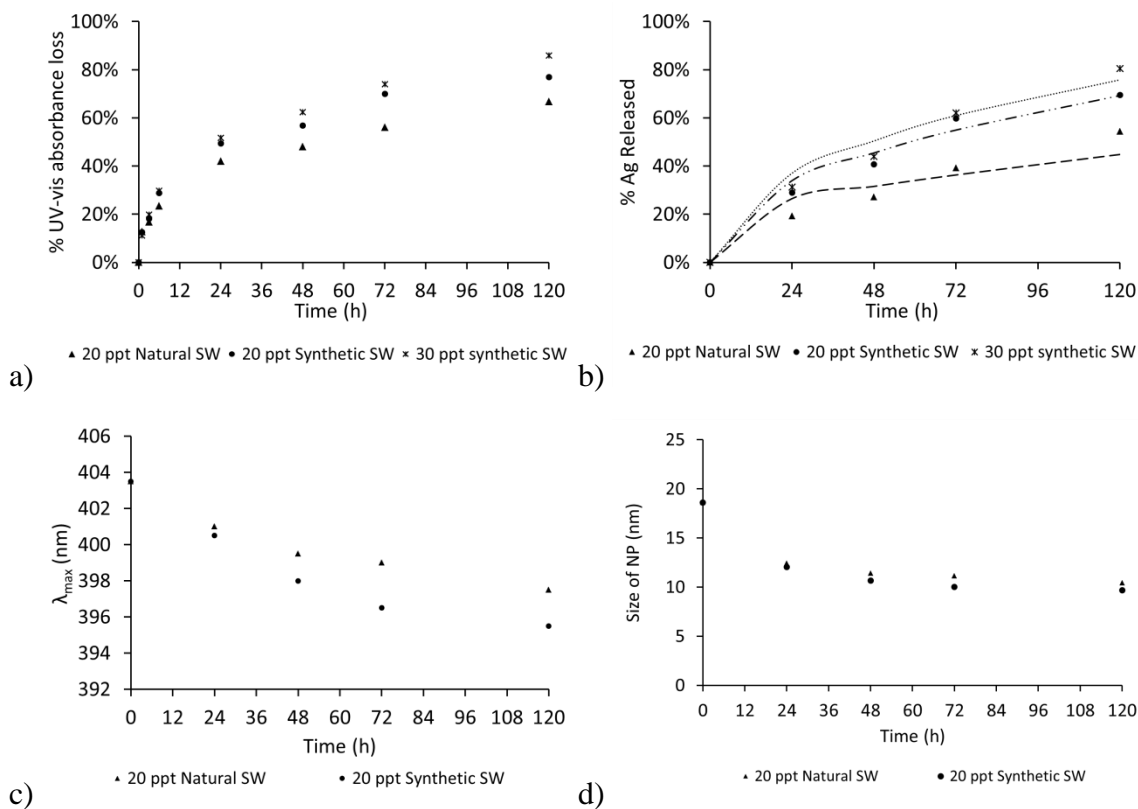 100%
80%
60%
40%
20%
0%
% UV-vis absorbance loss
0 12 24 36 48 60 72 84 96 108 120
Time (h)
▲ 20 ppt Natural SW ● 20 ppt Synthetic SW ж 30 ppt synthetic SW
a)
100%
80%
60%
40%
20%
0%
% Ag Released
0 24 48 72 96 120
Time (h)
▲ 20 ppt Natural SW ● 20 ppt Synthetic SW ж 30 ppt synthetic SW
b)
406
404
402
400
398
396
394
392
λmax (nm)
0 12 24 36 48 60 72 84 96 108 120
Time (h)
▲ 20 ppt Natural SW ● 20 ppt Synthetic SW
c)
25
20
15
10
5
0
Size of NP (nm)
0 12 24 36 48 60 72 84 96 108 120
Time (h)
▲ 20 ppt Natural SW ● 20 ppt Synthetic SW
d)